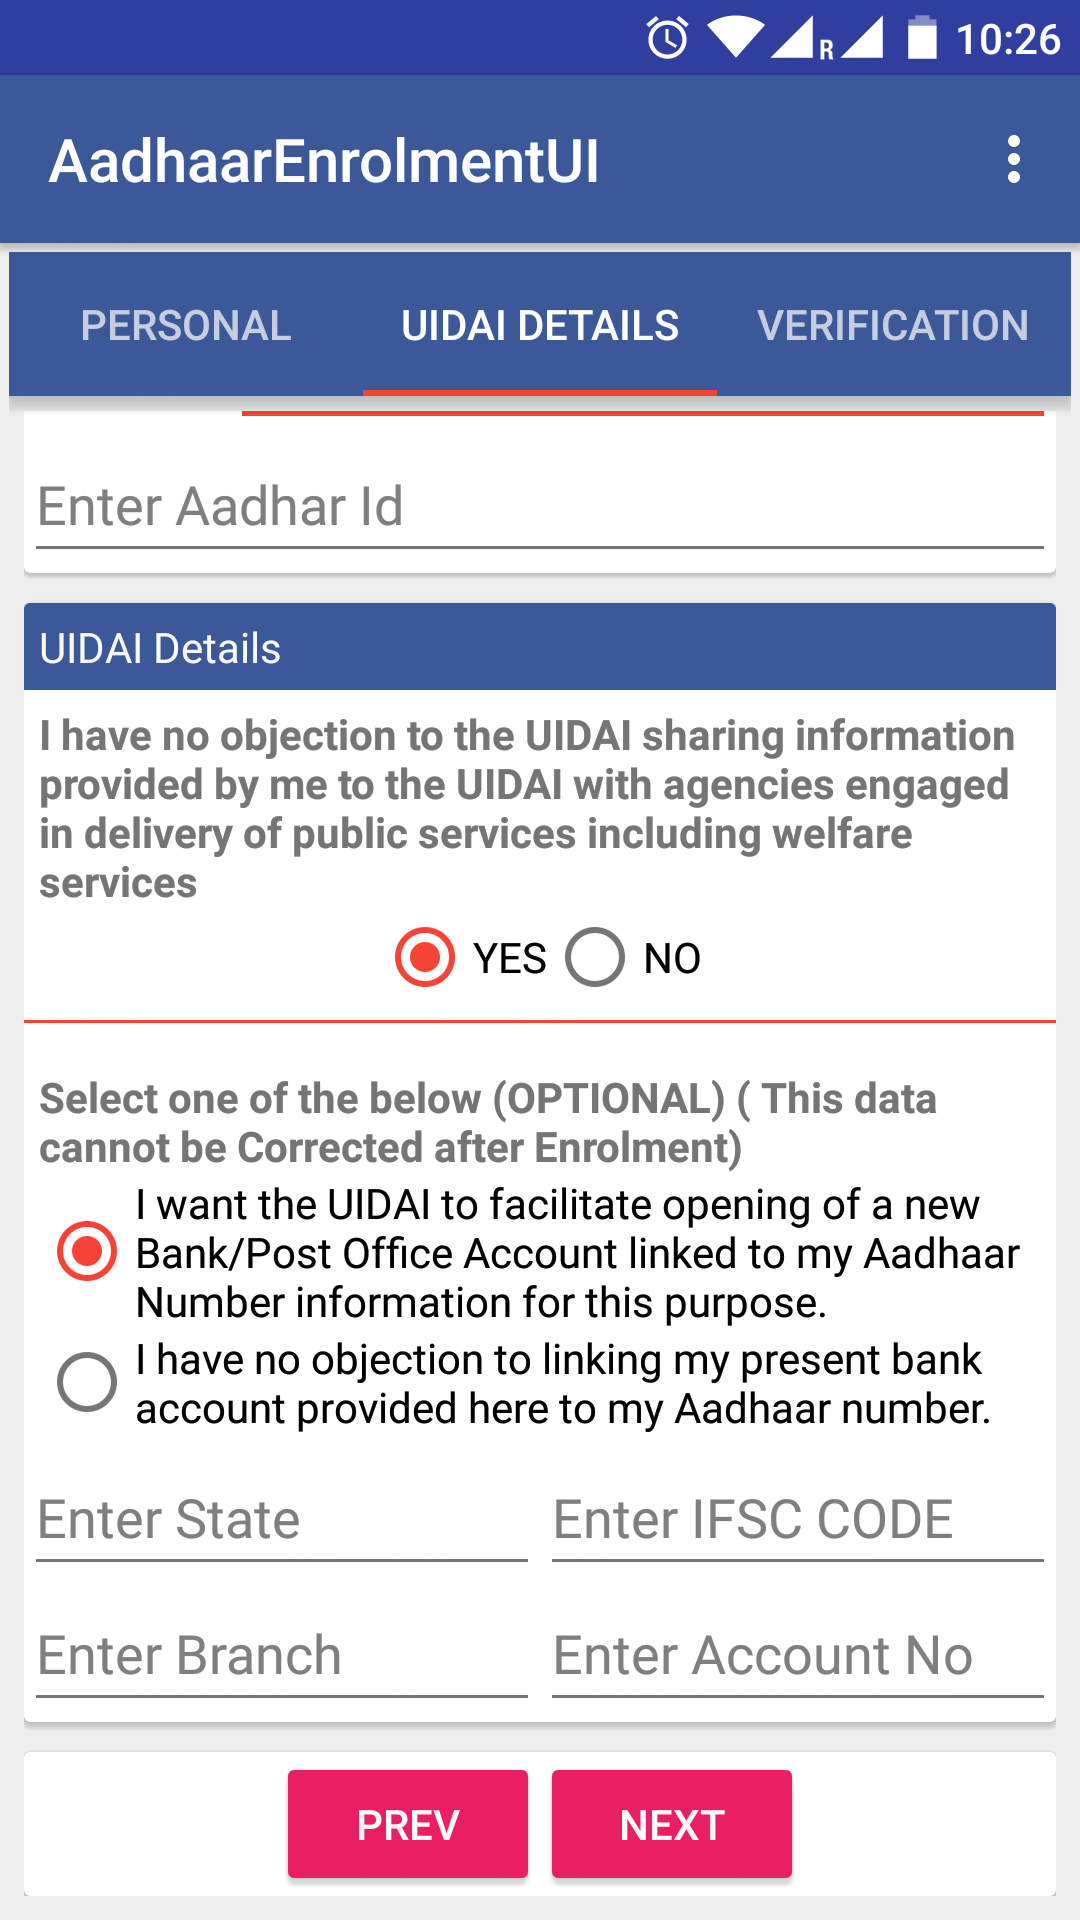 R 10:26
AadhaarEnrolmentUI
PERSONAL UIDAI DETAILS VERIFICATION
Enter Aadhar Id
UIDAI Details
I have no objection to the UIDAI sharing information
provided by me to the UIDAI with agencies engaged
in delivery of public services including welfare
services
YES NO
Select one of the below (OPTIONAL) ( This data
cannot be Corrected after Enrolment)
I want the UIDAI to facilitate opening of a new
Bank/Post Office Account linked to my Aadhaar
Number information for this purpose.
I have no objection to linking my present bank
account provided here to my Aadhaar number.
Enter State Enter IFSC CODE
Enter Branch Enter Account No
PREV NEXT